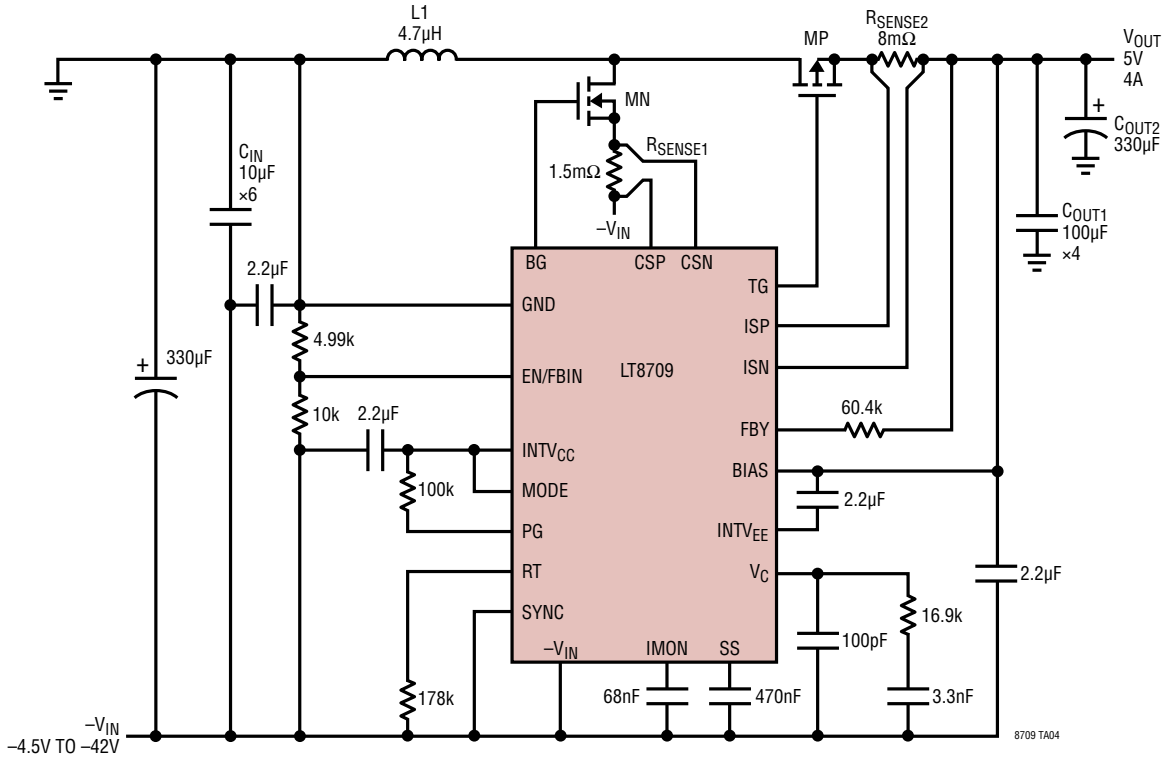 L1
4.7µH
MP
RSENSE2
8mΩ
VOUT
5V
4A
MN
RSENSE1
1.5mΩ
–VIN
+
COUT2
330µF
COUT1
100µF
×4
CIN
10µF
×6
2.2µF
+
330µF
4.99k
10k
2.2µF
100k
178k
BG
CSP
CSN
GND
EN/FBIN
INTVCC
MODE
PG
RT
SYNC
–VIN
IMON
SS
LT8709
TG
ISP
ISN
FBY
BIAS
INTVEE
VC
60.4k
2.2µF
2.2µF
16.9k
100pF
3.3nF
68nF
470nF
–VIN
–4.5V TO –42V
8709 TA04